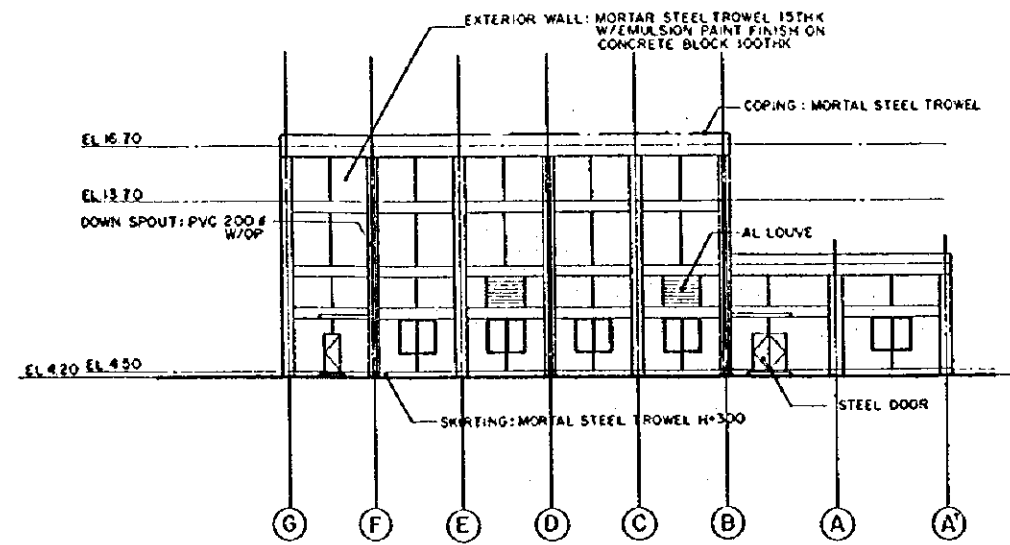 EXTERIOR WALL: MORTAR STEEL TROWEL 15THK
W/EMULSION PAINT FINISH ON
CONCRETE BLOCK 300THK
COPING: MORTAL STEEL TROWEL
EL 16.70
EL 13.70
DOWN SPOUT: PVC 200 ∮
W/OP
AL LOUVE
EL 4.20 EL 4.50
STEEL DOOR
SKIRTING: MORTAL STEEL TROWEL H=300
G F E D C B A A'